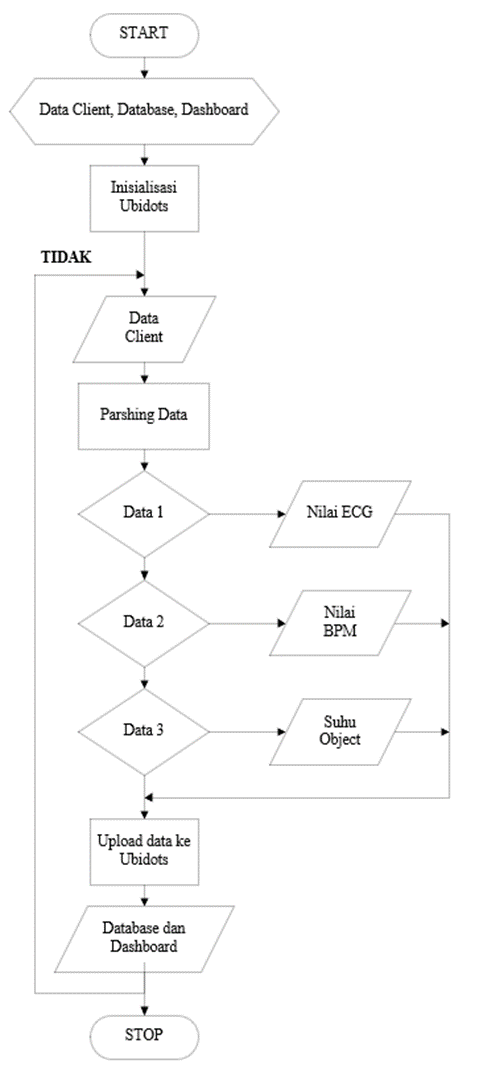 START
Data Client, Database, Dashboard
Inisialisasi
Ubidots
TIDAK
Data
Client
Parshing Data
Data 1
Nilai ECG
Data 2
Nilai
BPM
Data 3
Suhu
Object
Upload data ke
Ubidots
Database dan
Dashboard
STOP